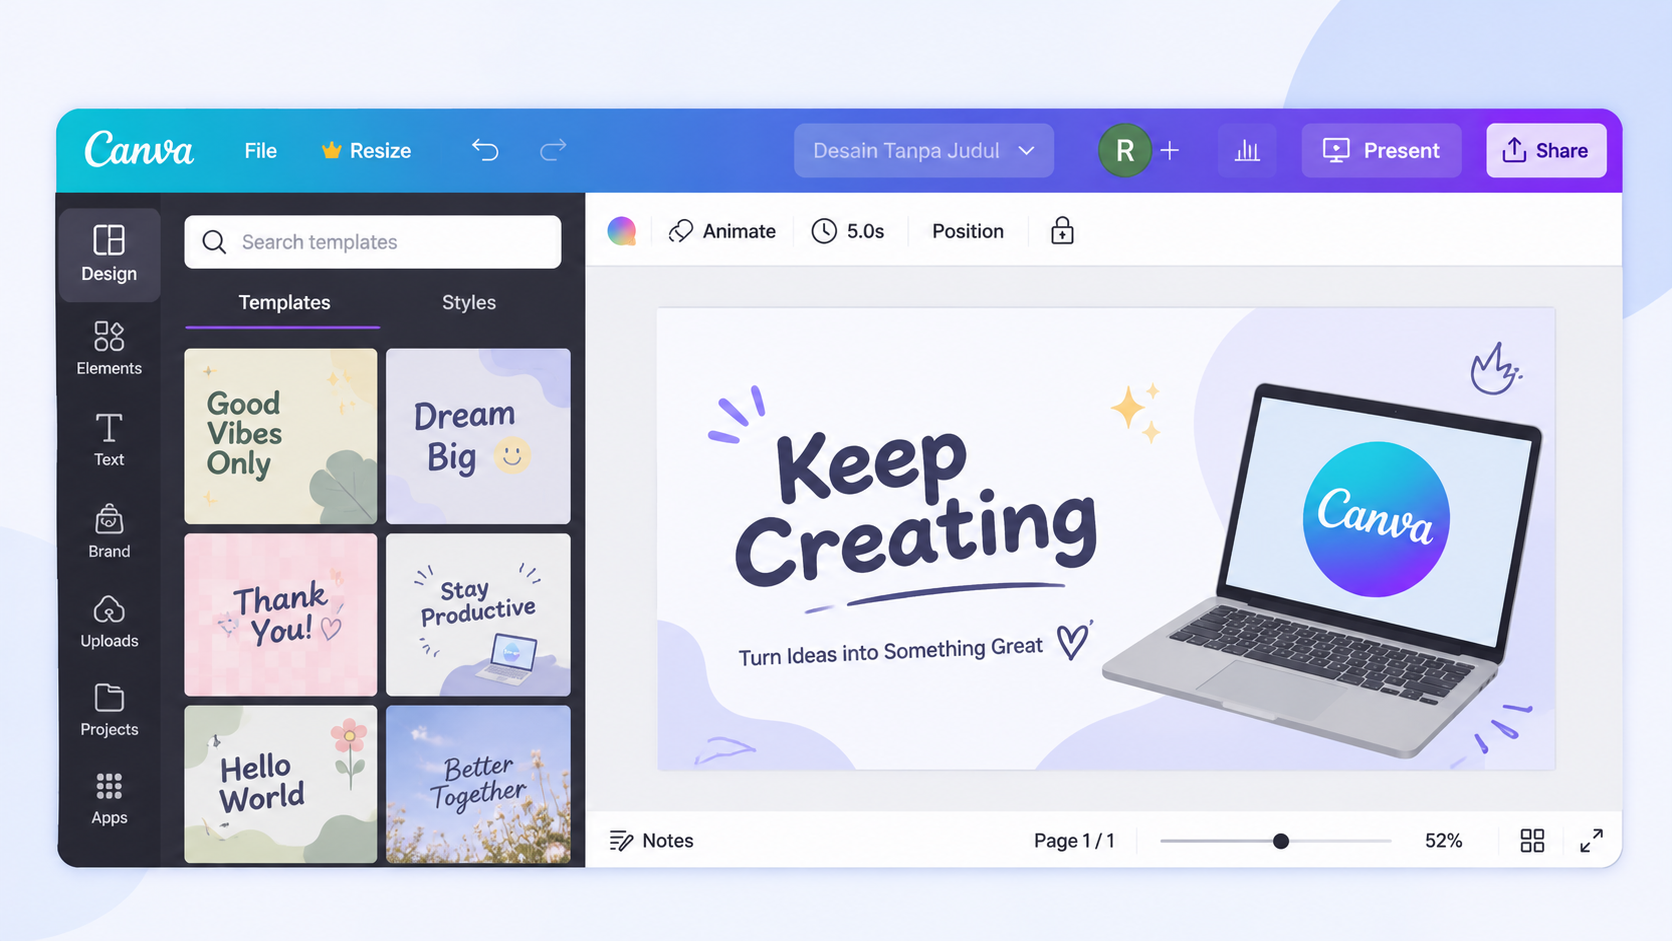 Canva
File
Resize
Desain Tanpa Judul
R
Present
Share
Design
Elements
Text
Brand
Uploads
Projects
Apps
Search templates
Templates
Styles
Good
Vibes
Only
Dream
Big
Thank
You!
Stay
Productive
Hello
World
Better
Together
Animate
5.0s
Position
Keep
Creating
Turn Ideas into Something Great
Canva
Notes
Page 1 / 1
52%